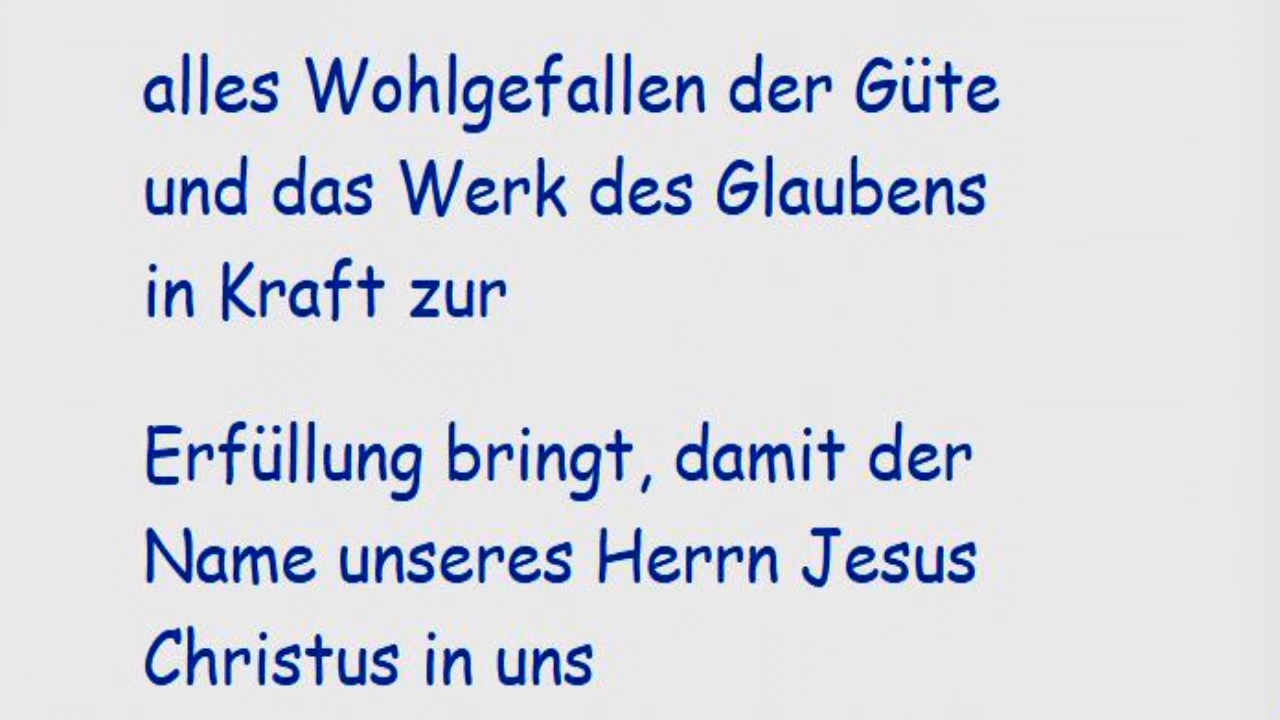 alles Wohlgefallen der Güte
und das Werk des Glaubens
in Kraft zur
Erfüllung bringt, damit der
Name unseres Herrn Jesus
Christus in uns